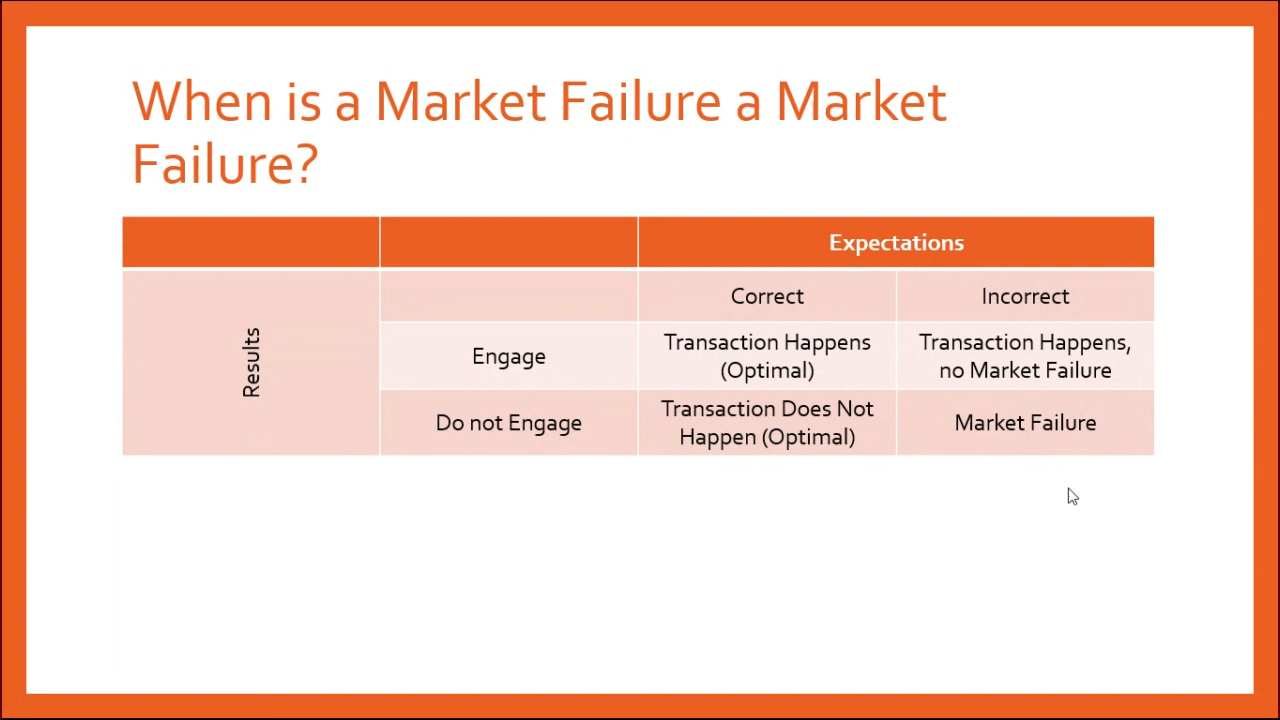 When is a Market Failure a Market
Failure?
Expectations
Results
Correct
Incorrect
Engage
Transaction Happens
(Optimal)
Transaction Happens,
no Market Failure
Do not Engage
Transaction Does Not
Happen (Optimal)
Market Failure